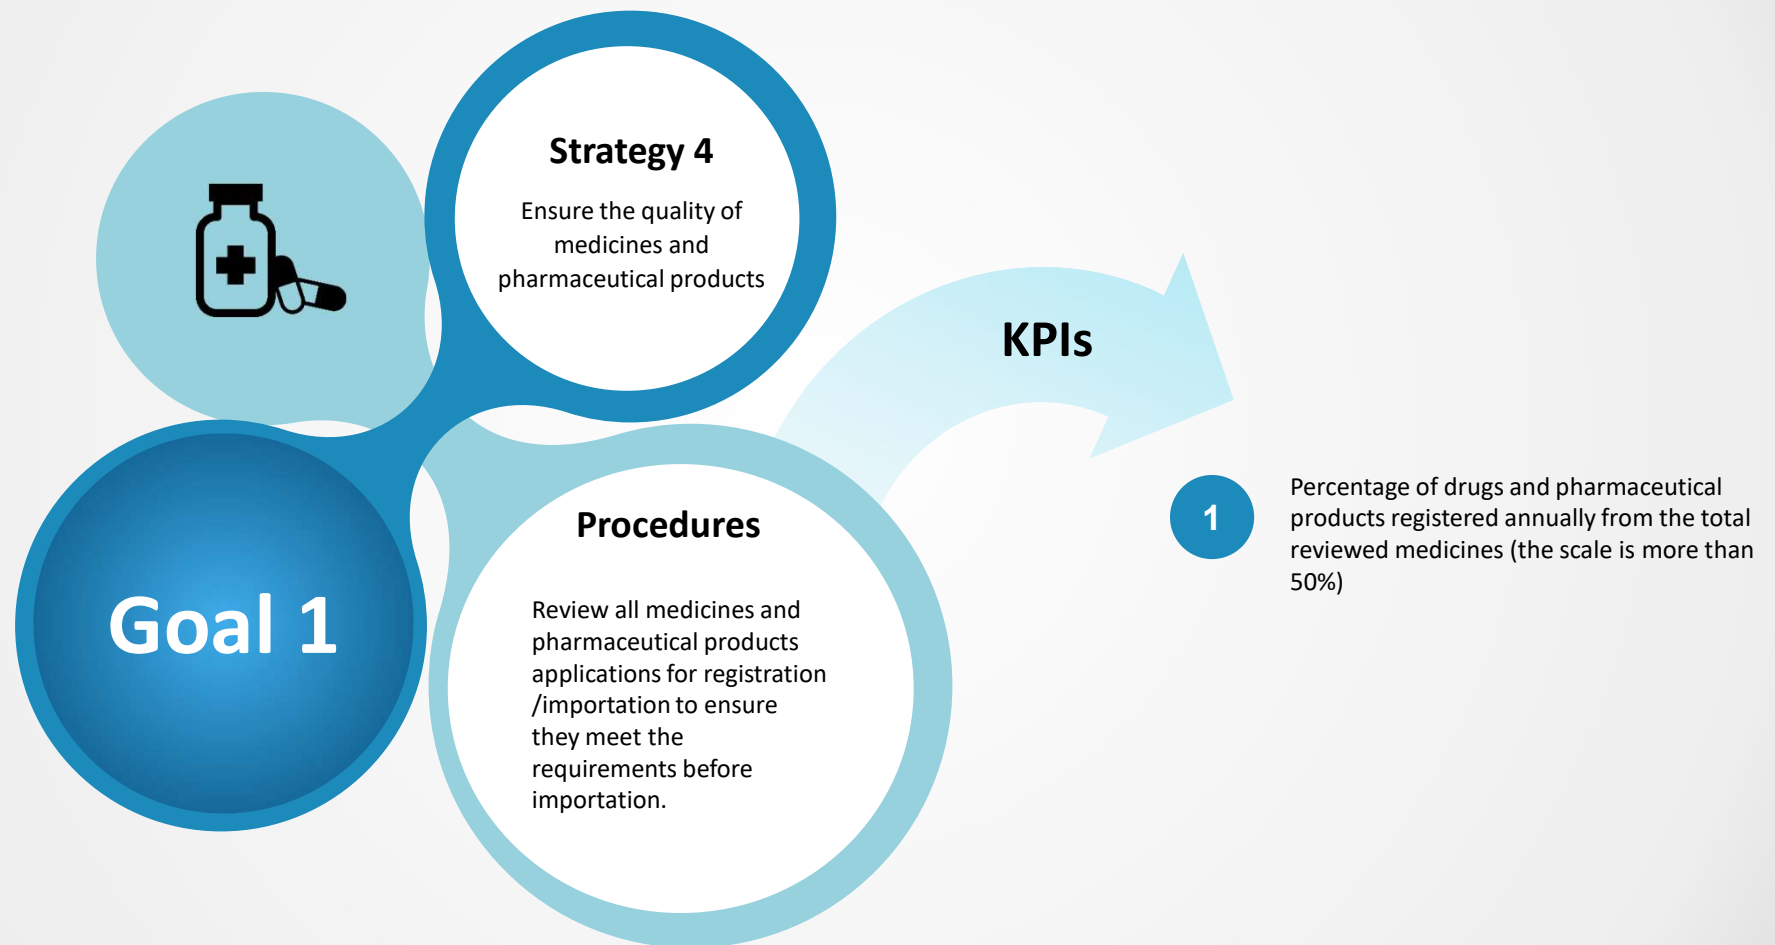 Strategy 4
Ensure the quality of
medicines and
pharmaceutical products
KPIs
Goal 1
Procedures
Review all medicines and
pharmaceutical products
applications for registration
/importation to ensure
they meet the
requirements before
importation.
1
Percentage of drugs and pharmaceutical
products registered annually from the total
reviewed medicines (the scale is more than
50%)